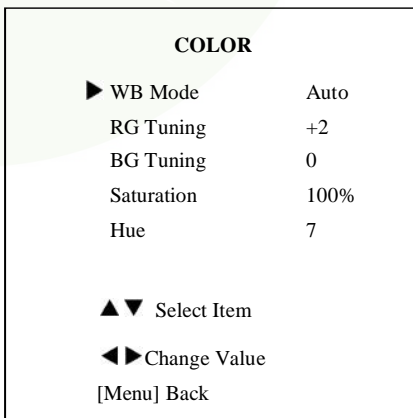 COLOR
▶ WB Mode Auto
RG Tuning +2
BG Tuning 0
Saturation 100%
Hue 7
▲▼ Select Item
◀▶Change Value
[Menu] Back